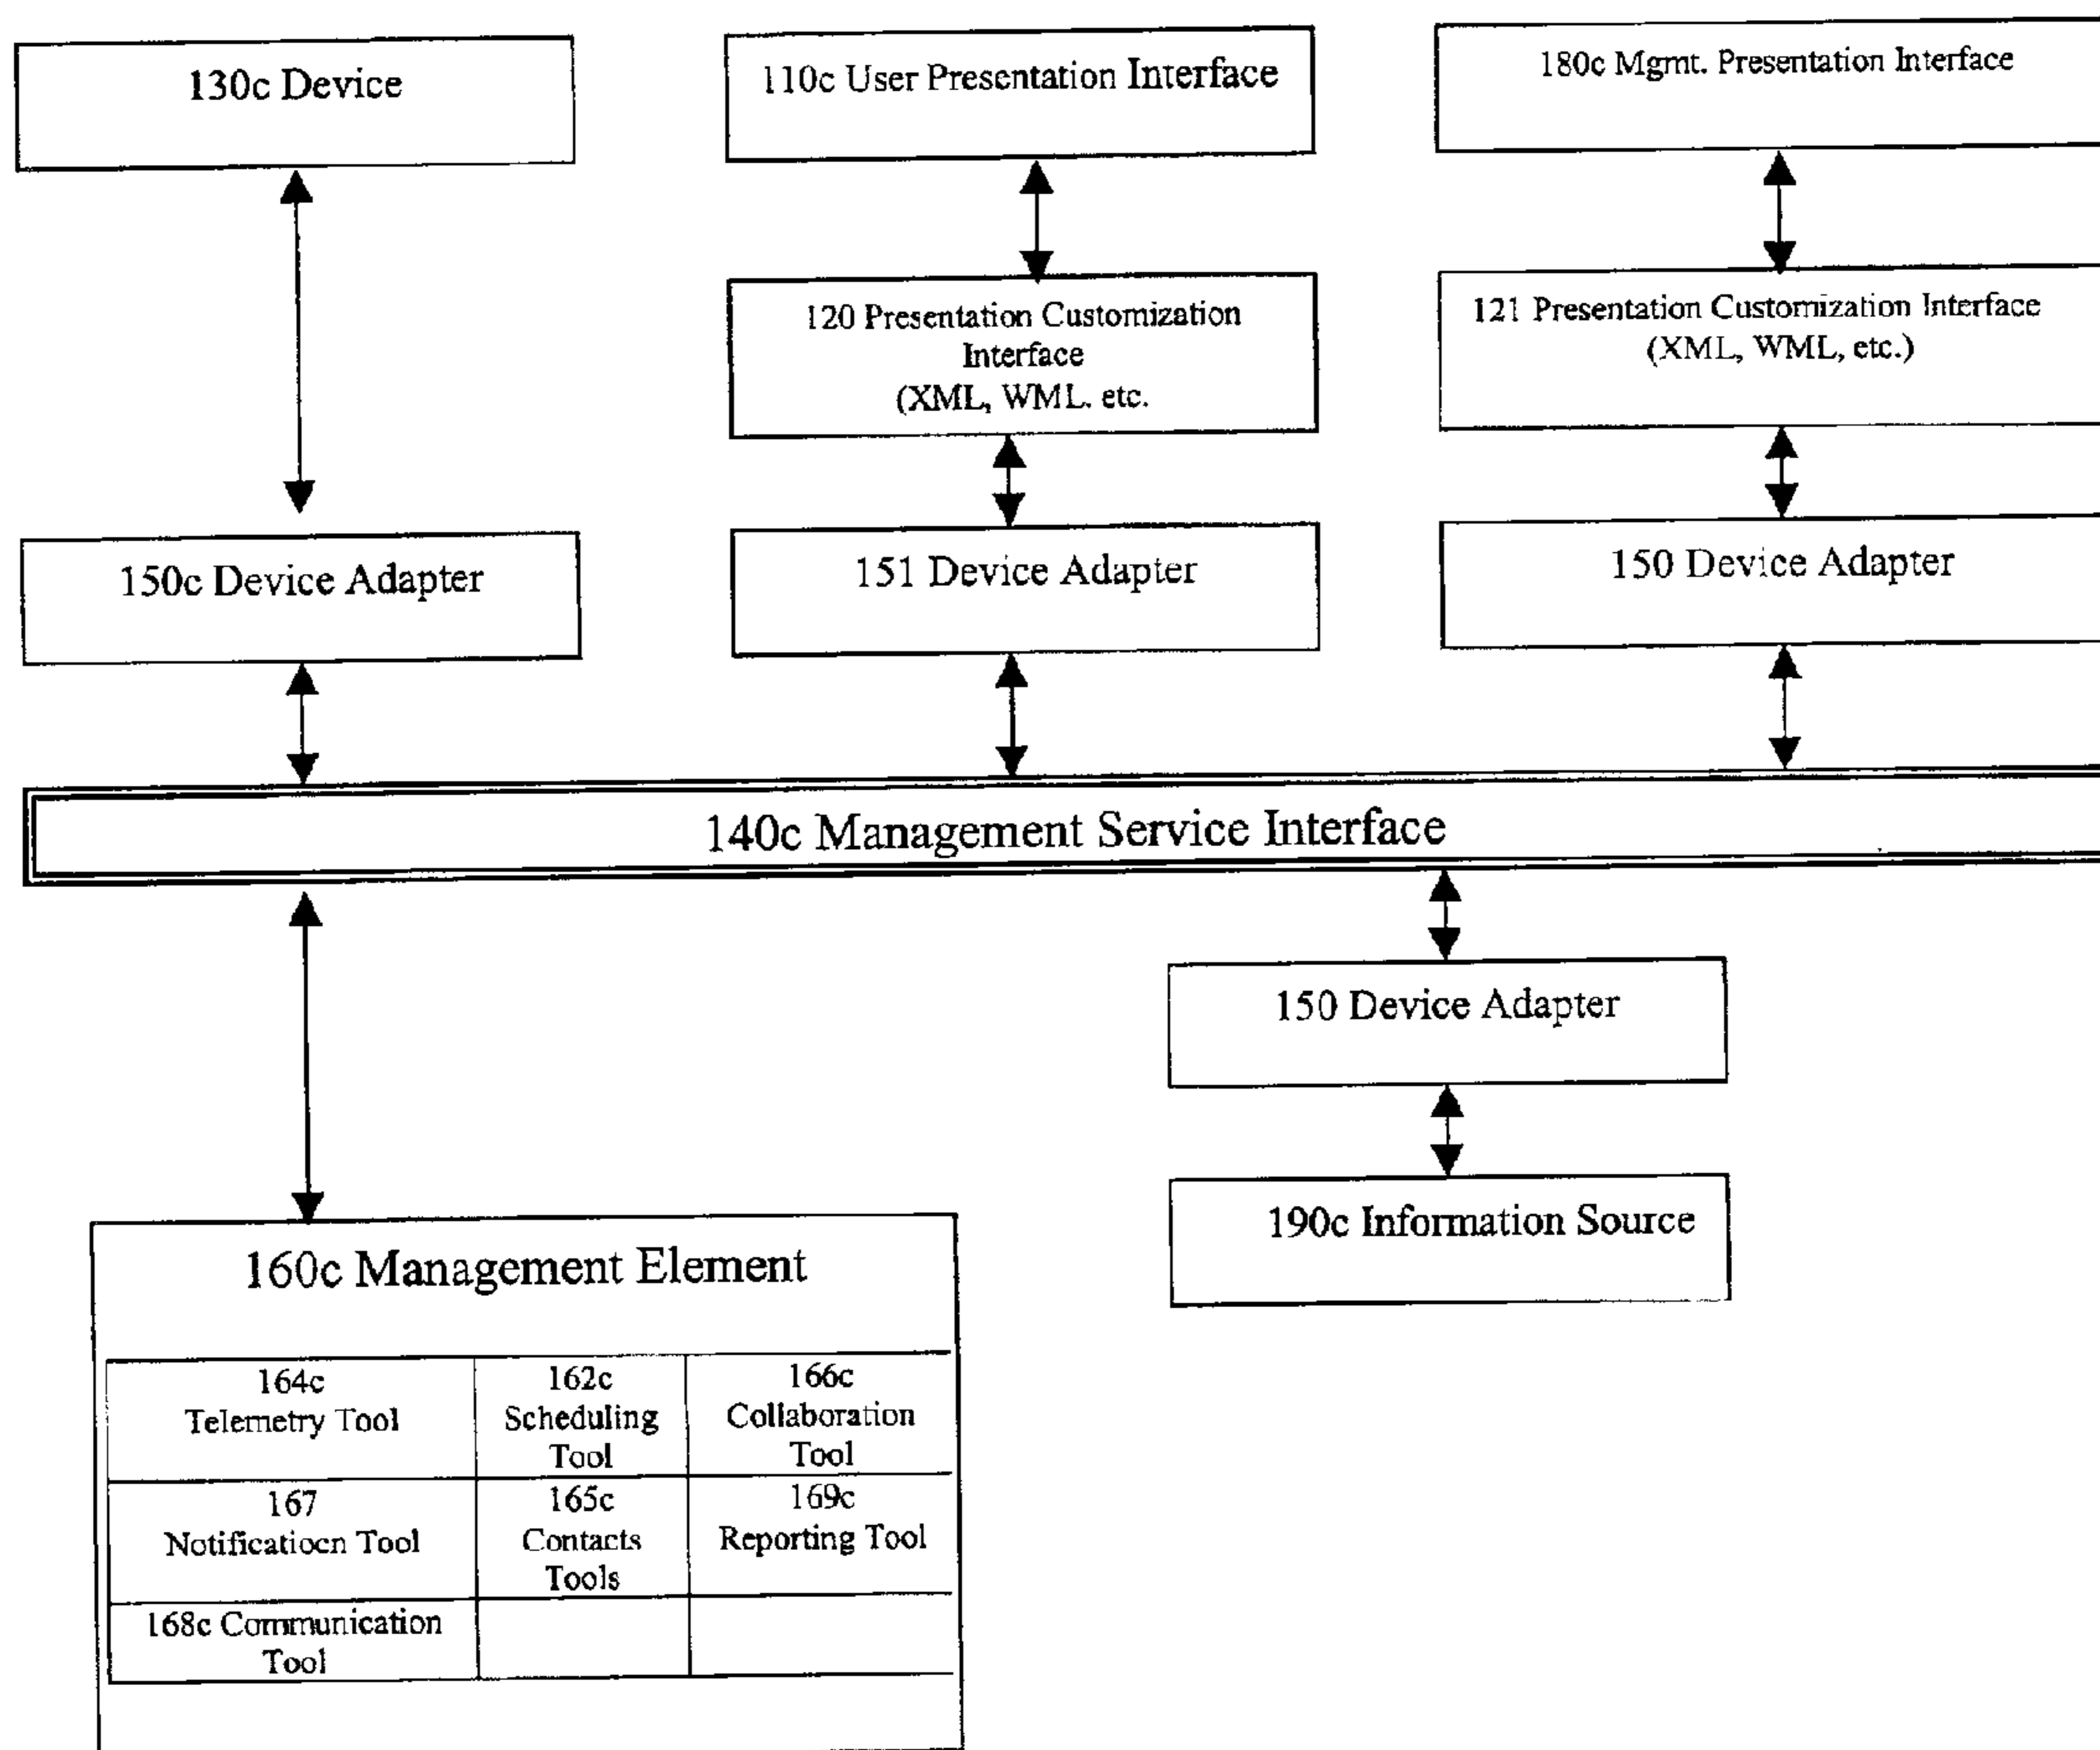 130c Device
110c User Presentation Interface
180c Mgmt. Presentation Interface
120 Presentation Customization
Interface
(XML, WML. etc.
121 Presentation Customization Interface
(XML, WML, etc.)
150c Device Adapter
151 Device Adapter
150 Device Adapter
140c Management Service Interface
150 Device Adapter
190c Information Source
160c Management Element
164c
Telemetry Tool
162c
Scheduling
Tool
166c
Collaboration
Tool
167
Notificatiocn Tool
165c
Contacts
Tools
169c
Reporting Tool
168c Communication
Tool